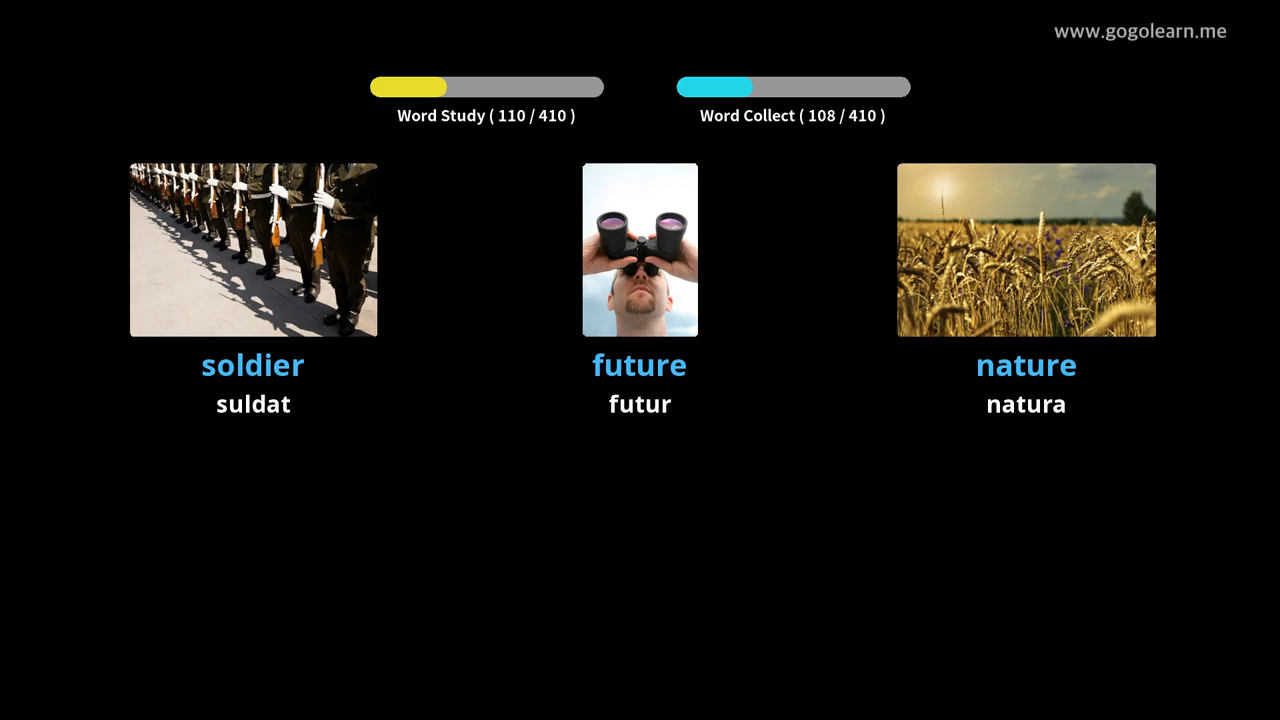 www.gogolearn.me
Word Study ( 110 / 410 )
Word Collect ( 108 / 410 )
soldier
suldat
future
futur
nature
natura